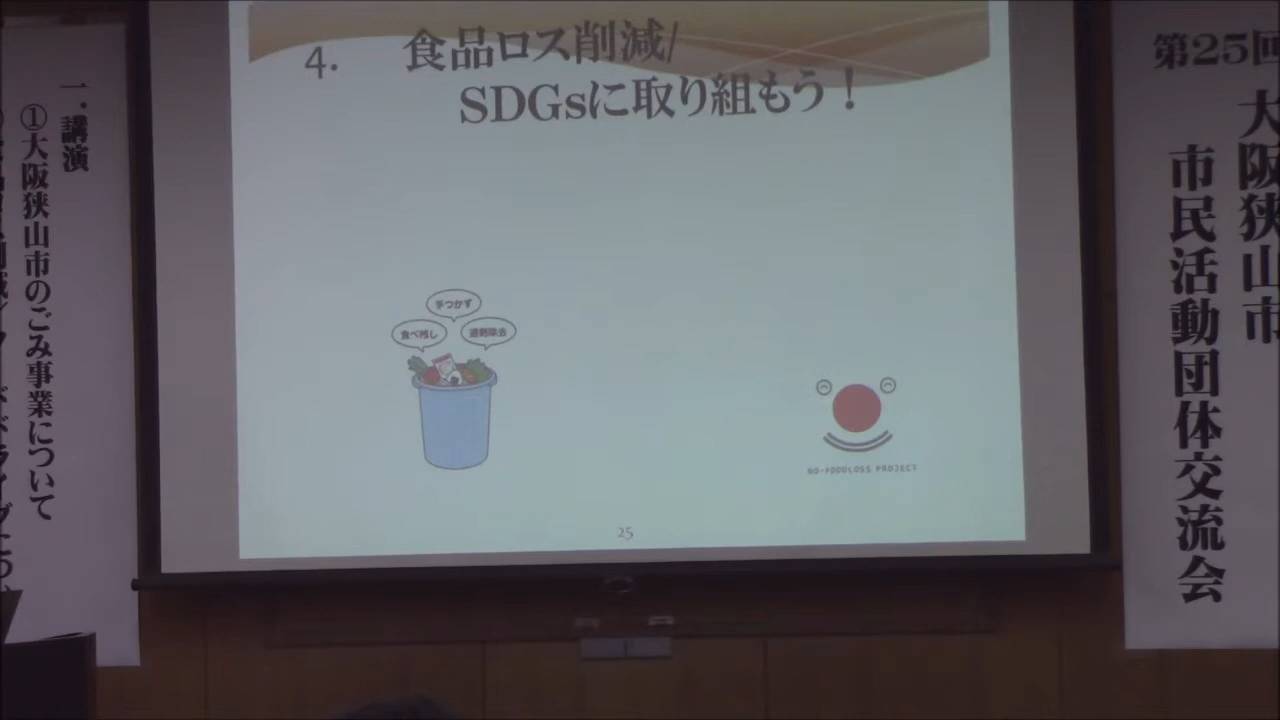 4. 食品ロス削減/
SDGsに取り組もう！
手つかず
食べ残し
過剰除去
NO-FOODLOSS PROJECT
25
第25回
大阪狭山市
市民活動団体交流会
一．講演
①大阪狭山市のごみ事業について